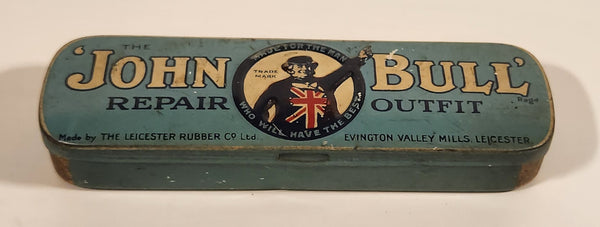 THE
'JOHN BULL'
REPAIR OUTFIT
MADE FOR THE MAN
WHO WILL HAVE THE BEST
TRADE
MARK
Regd
Made by THE LEICESTER RUBBER Co Ltd. EVINGTON VALLEY MILLS, LEICESTER.